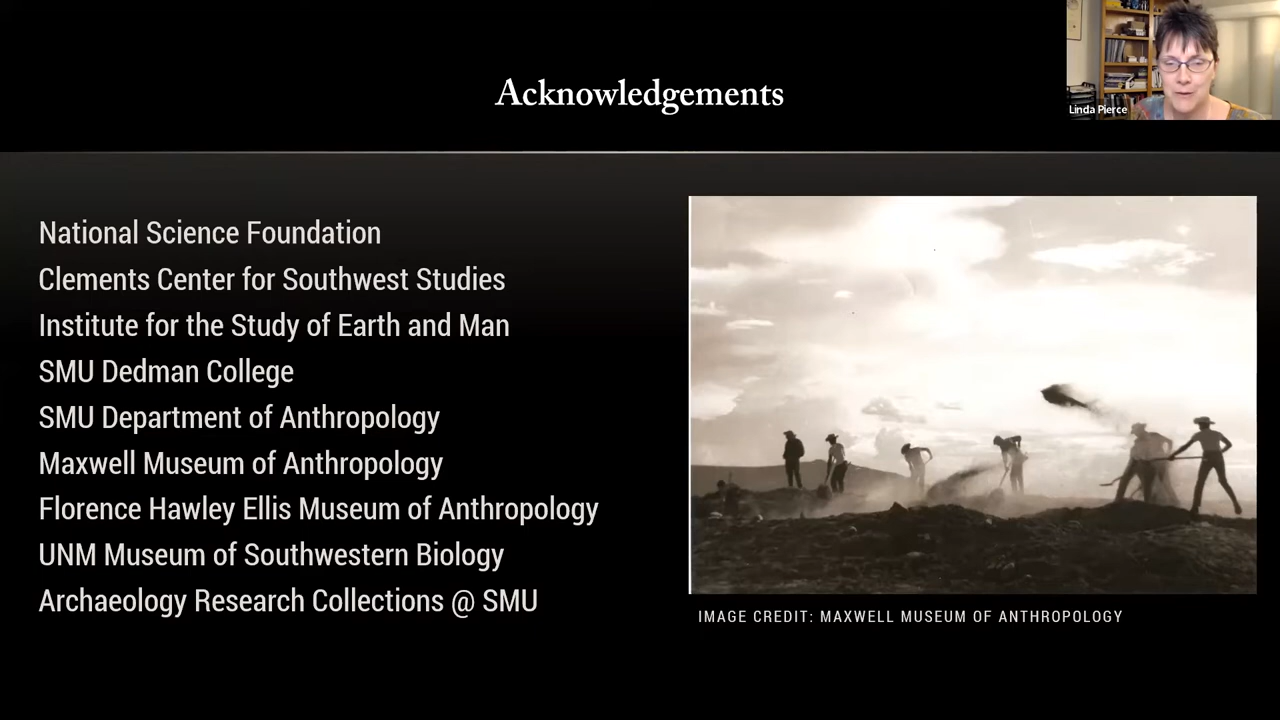 Acknowledgements
Linda Pierce
National Science Foundation
Clements Center for Southwest Studies
Institute for the Study of Earth and Man
SMU Dedman College
SMU Department of Anthropology
Maxwell Museum of Anthropology
Florence Hawley Ellis Museum of Anthropology
UNM Museum of Southwestern Biology
Archaeology Research Collections @ SMU
IMAGE CREDIT: MAXWELL MUSEUM OF ANTHROPOLOGY